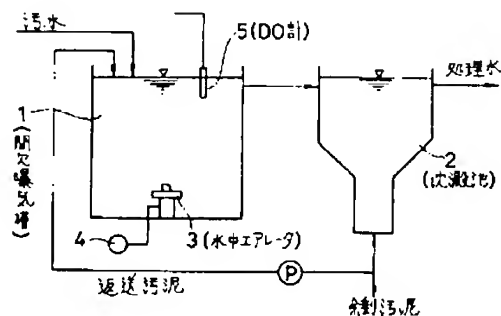 汚水
5(DO計)
処理水
1
(間欠曝気槽)
2
(沈澱池)
3(水中エアレータ)
4
P
返送汚泥
余剰汚泥